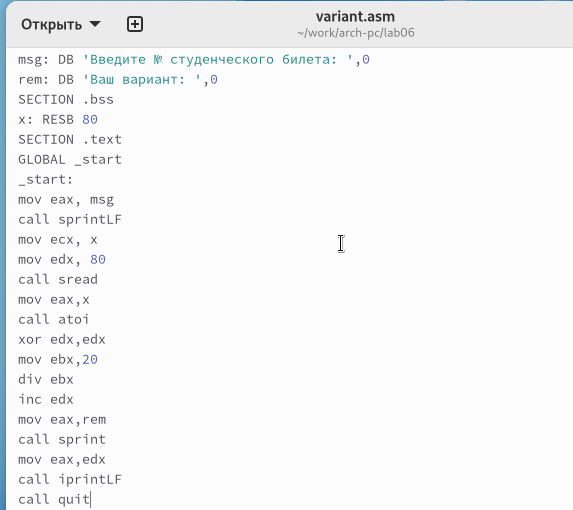 Открыть
variant.asm
~/work/arch-pc/lab06
msg: DB 'Введите № студенческого билета: ',0
rem: DB 'Ваш вариант: ',0
SECTION .bss
x: RESB 80
SECTION .text
GLOBAL _start
_start:
mov eax, msg
call sprintLF
mov ecx, x
mov edx, 80
call sread
mov eax,x
call atoi
xor edx,edx
mov ebx,20
div ebx
inc edx
mov eax,rem
call sprint
mov eax,edx
call iprintLF
call quit